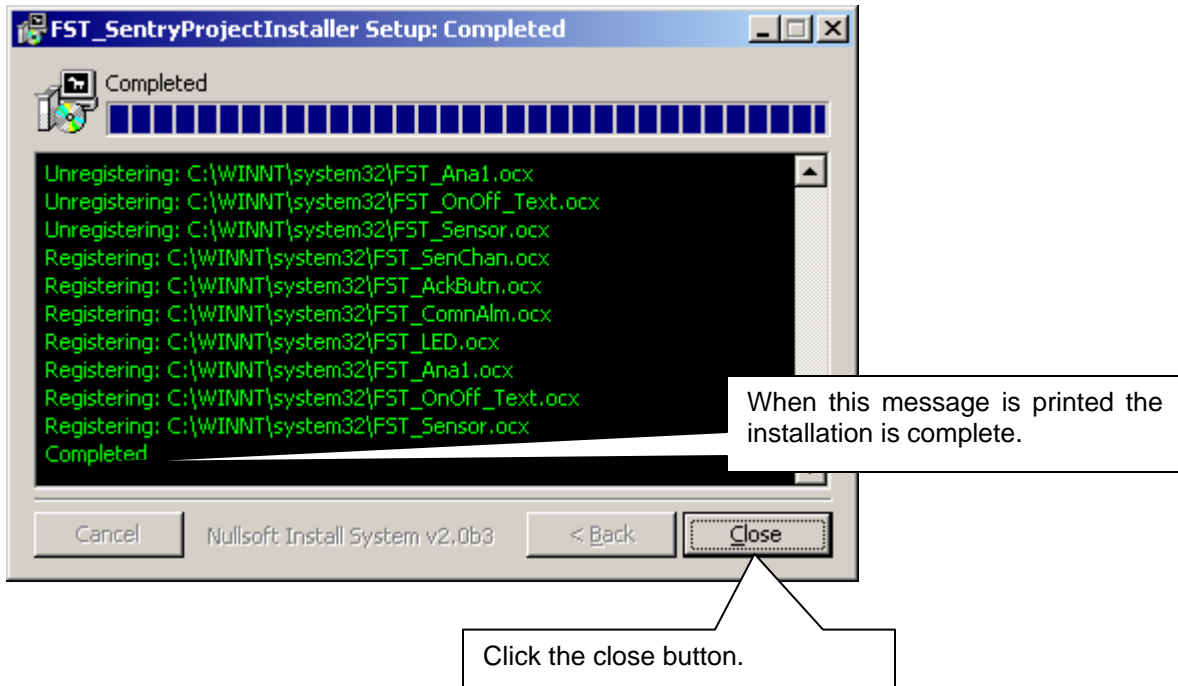 FST_SentryProjectInstaller Setup: Completed
Completed
Unregistering: C:\WINNT\system32\FST_Ana1.ocx
Unregistering: C:\WINNT\system32\FST_OnOff_Text.ocx
Unregistering: C:\WINNT\system32\FST_Sensor.ocx
Registering: C:\WINNT\system32\FST_SenChan.ocx
Registering: C:\WINNT\system32\FST_AckButn.ocx
Registering: C:\WINNT\system32\FST_ComnAlm.ocx
Registering: C:\WINNT\system32\FST_LED.ocx
Registering: C:\WINNT\system32\FST_Ana1.ocx
Registering: C:\WINNT\system32\FST_OnOff_Text.ocx
Registering: C:\WINNT\system32\FST_Sensor.ocx
Completed
When this message is printed the
installation is complete.
Cancel Nullsoft Install System v2.0b3 < Back Close
Click the close button.